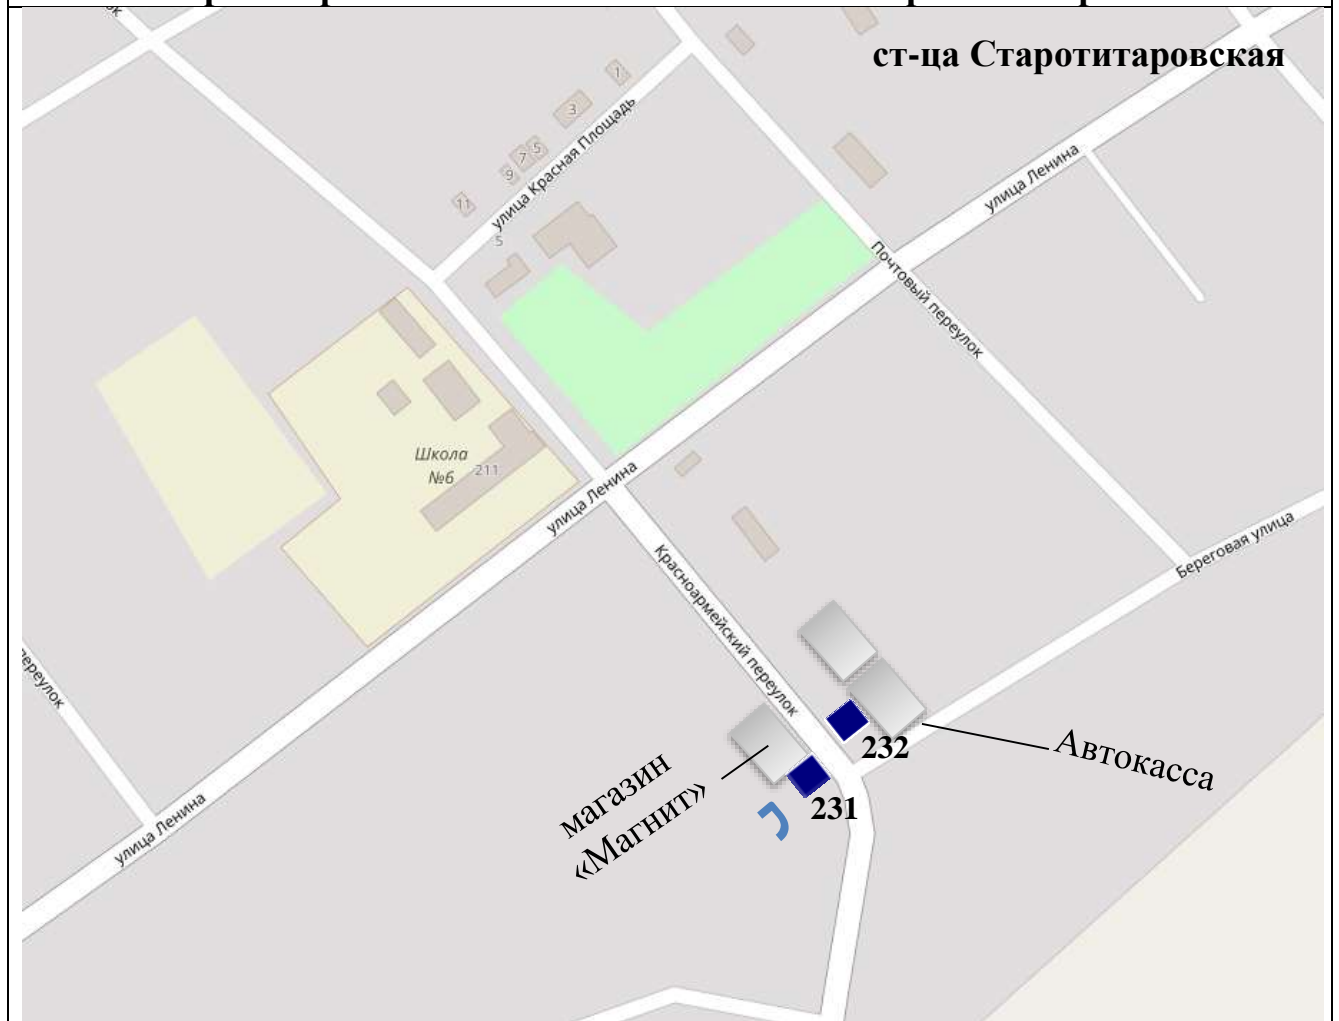 ст-ца Старотитаровская
1
3
5
7
9
11
улица Красная Площадь
5
улица Ленина
Почтовый переулок
Школа
№6
211
улица Ленина
Береговая улица
Красноармейский переулок
переулок
232
Автокасса
магазин
«Магнит»
231
улица Ленина